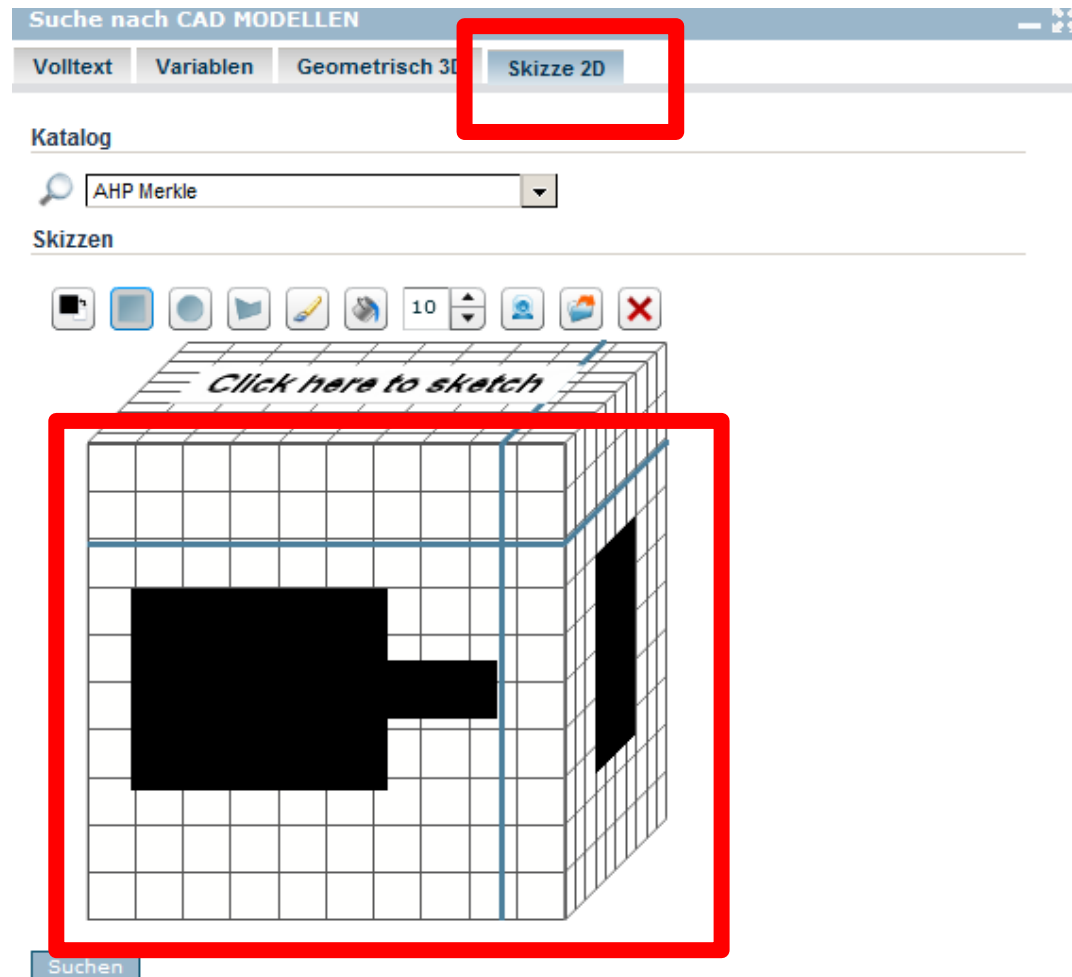 Suche nach CAD MODELLEN
Volltext Variablen Geometrisch 3D Skizze 2D
Katalog
AHP Merkle
Skizzen
10
Click here to sketch
Suchen